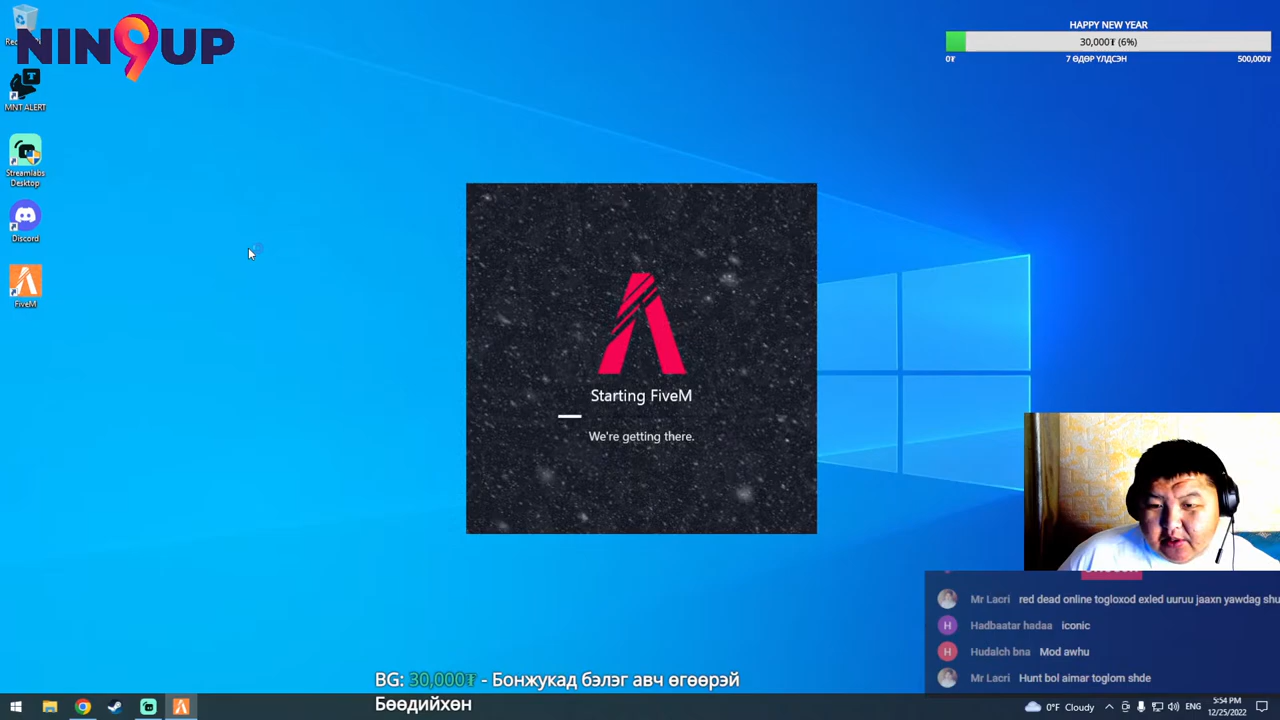 NIN9UP
MNT ALERT
Streamlabs
Desktop
Discord
FiveM
HAPPY NEW YEAR
30,000₮ (6%)
0₮ 7 ӨДӨР ҮЛДСЭН 500,000₮
Starting FiveM
We're getting there.
Mr Lacri red dead online togloxod exled uuruu jaaxn yawdag shu
H Hadbaatar hadaa iconic
H Hudalch bna Mod awhu
Mr Lacri Hunt bol aimar toglom shde
BG: 30,000₮ - Бонжукад бэлэг авч өгөөрэй
Бөөдийхөн
0°F Cloudy ENG 5:54 PM
12/25/2022